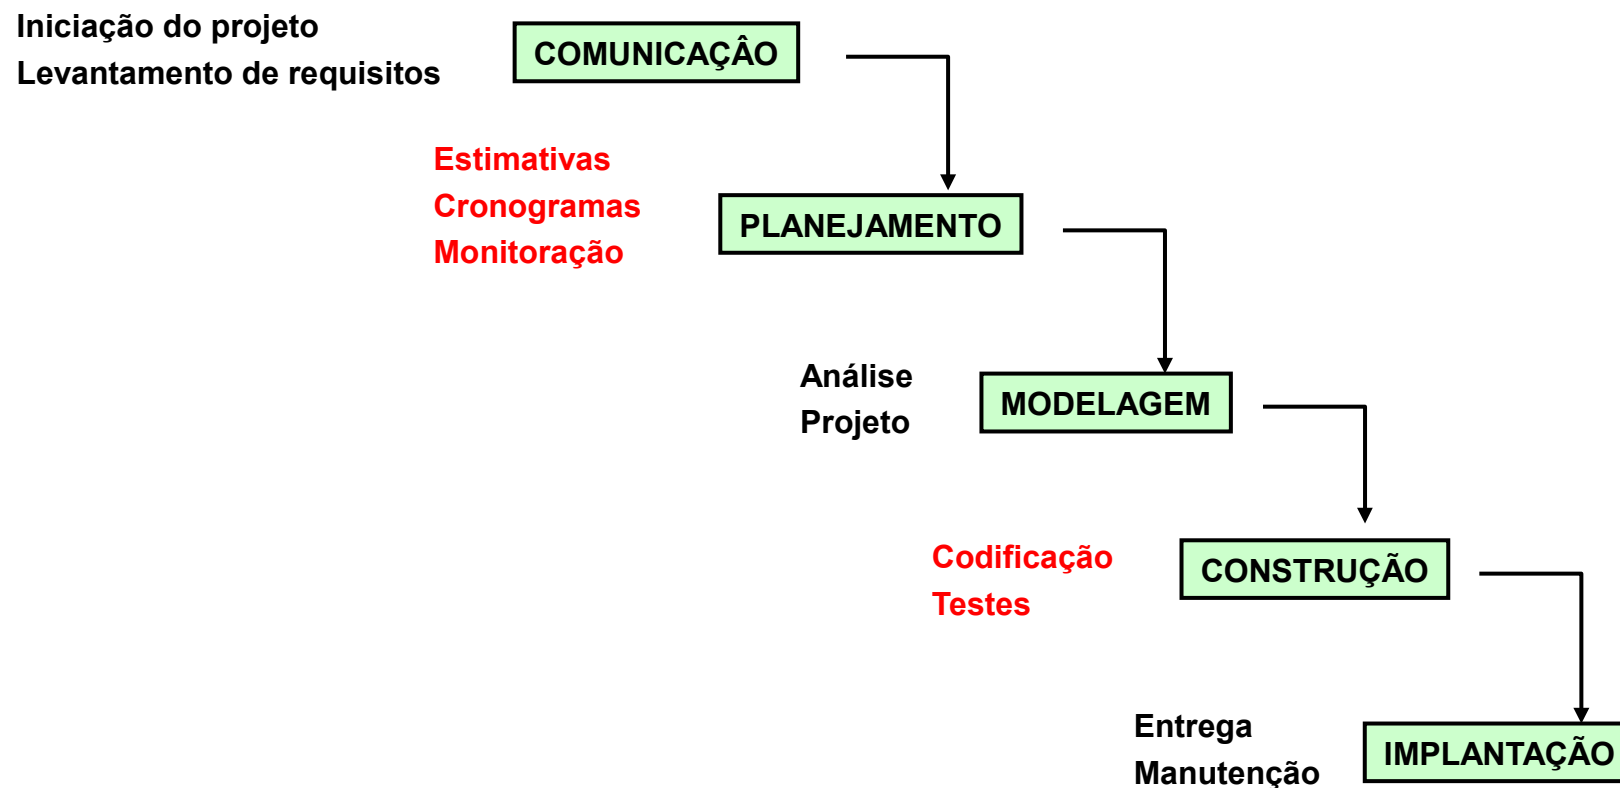 Iniciação do projeto
Levantamento de requisitos
COMUNICAÇÂO
Estimativas
Cronogramas
Monitoração
PLANEJAMENTO
Análise
Projeto
MODELAGEM
Codificação
Testes
CONSTRUÇÃO
Entrega
Manutenção
IMPLANTAÇÃO